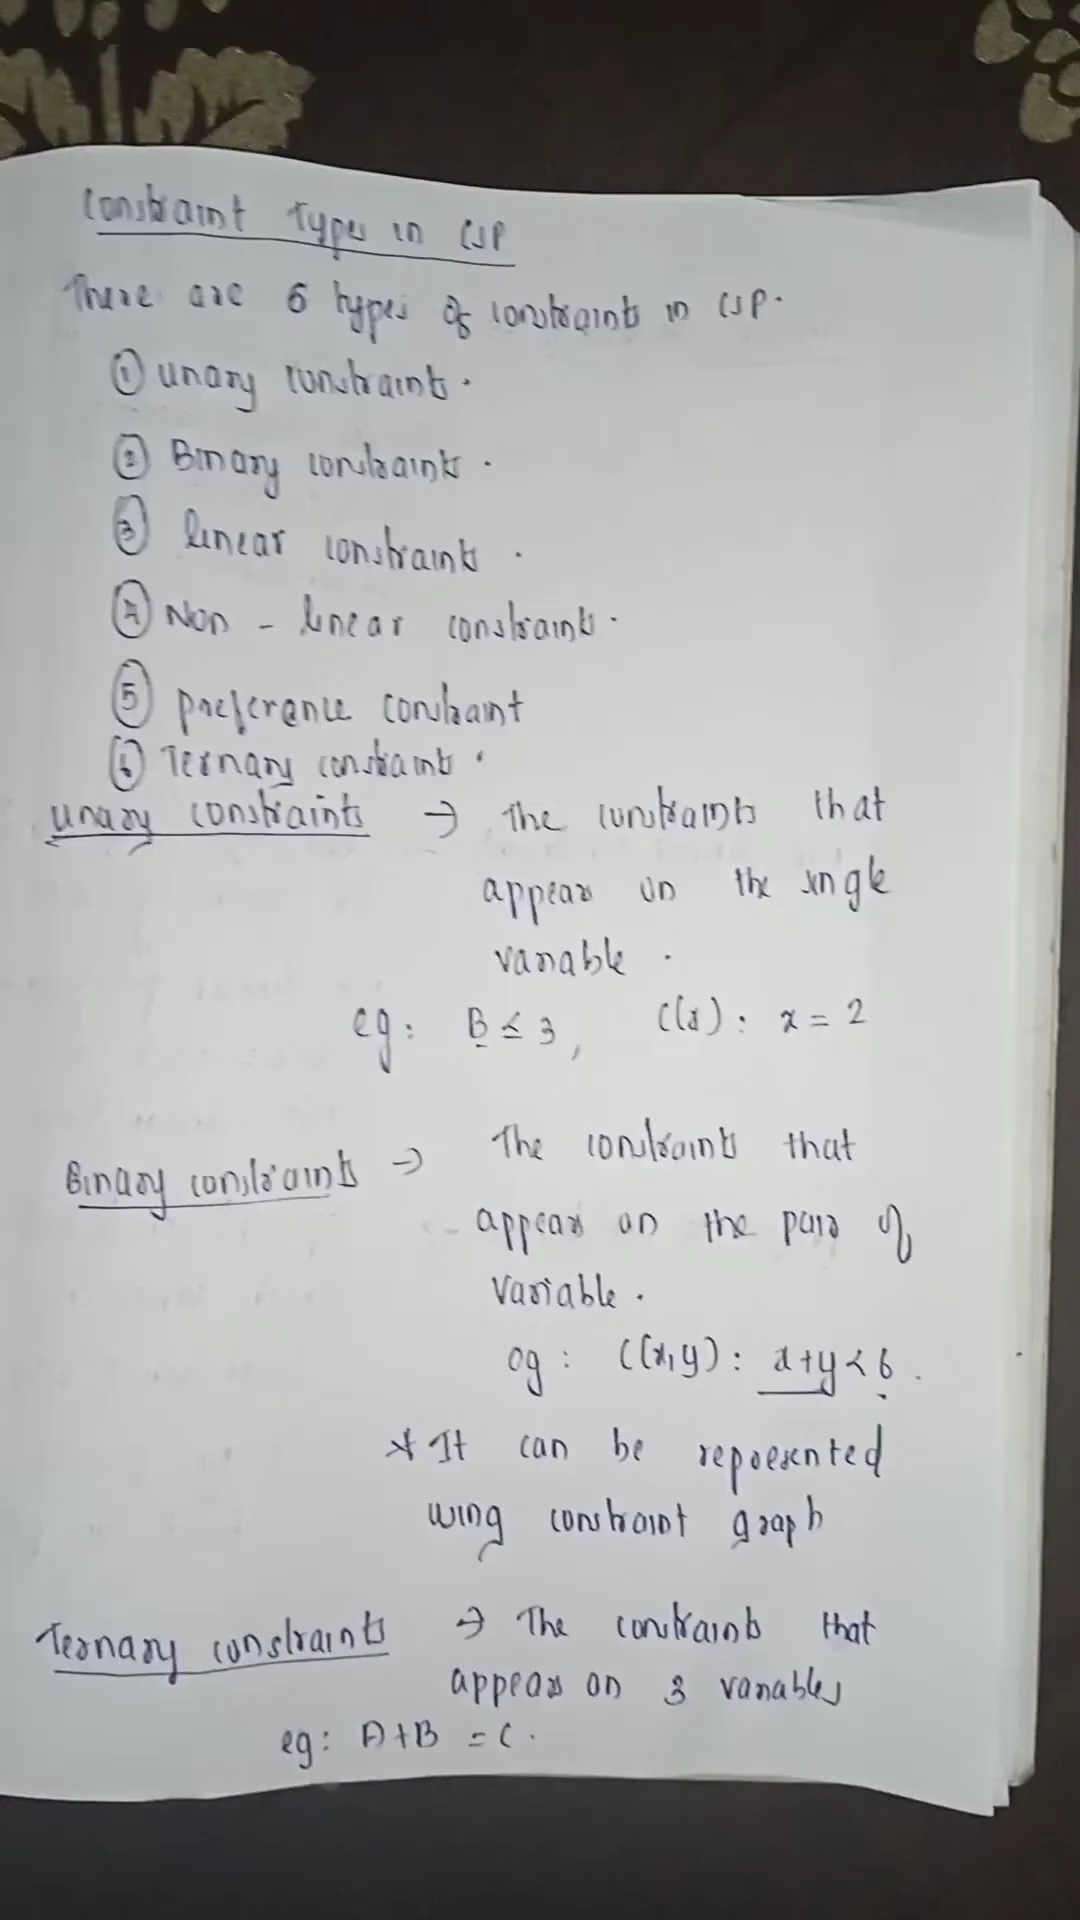 Constraint Types in CSP
There are 6 types of constraints in CSP.
① unary constraints.
② Binary constraints.
③ linear constraints.
④ Non-linear constraints.
⑤ preference constraint
⑥ Ternary constraints.
unary constraints → The constraints that
appears on the single
variable.
eg: B ≤ 3, C(x): x = 2
Binary constraints → The constraints that
appears on the pair of
variable.
eg: C(x,y): x+y<6.
* It can be represented
using constraint graph
Ternary constraints → The constraints that
appears on 3 variables
eg: A+B = C.